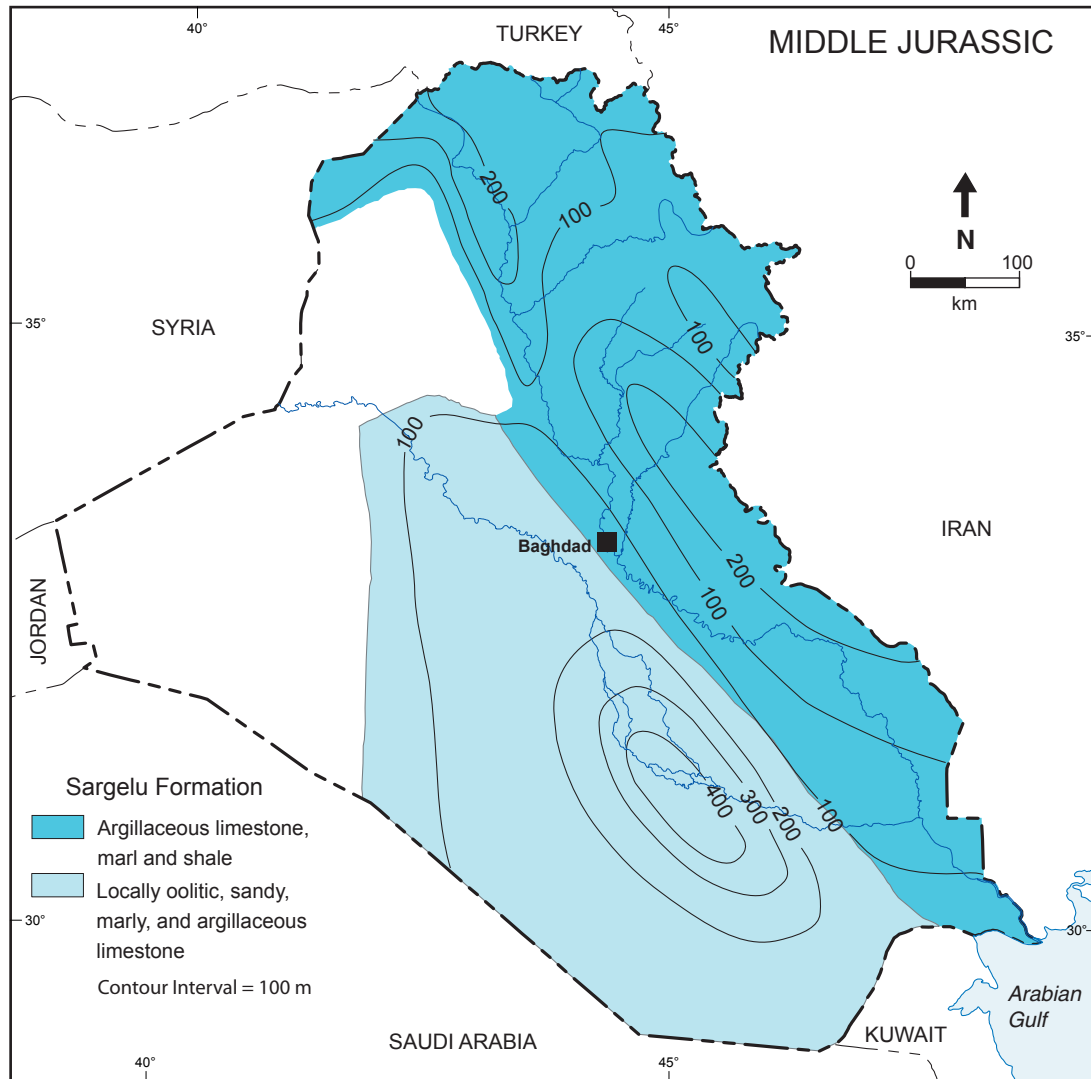 40°
45°
TURKEY
MIDDLE JURASSIC
200
100
N
0
100
km
SYRIA
35°
35°
100
100
Baghdad
IRAN
200
100
JORDAN
400
300
200
100
Sargelu Formation
Argillaceous limestone,
marl and shale
Locally oolitic, sandy,
marly, and argillaceous
limestone
Contour Interval = 100 m
30°
30°
Arabian
Gulf
SAUDI ARABIA
KUWAIT
40°
45°